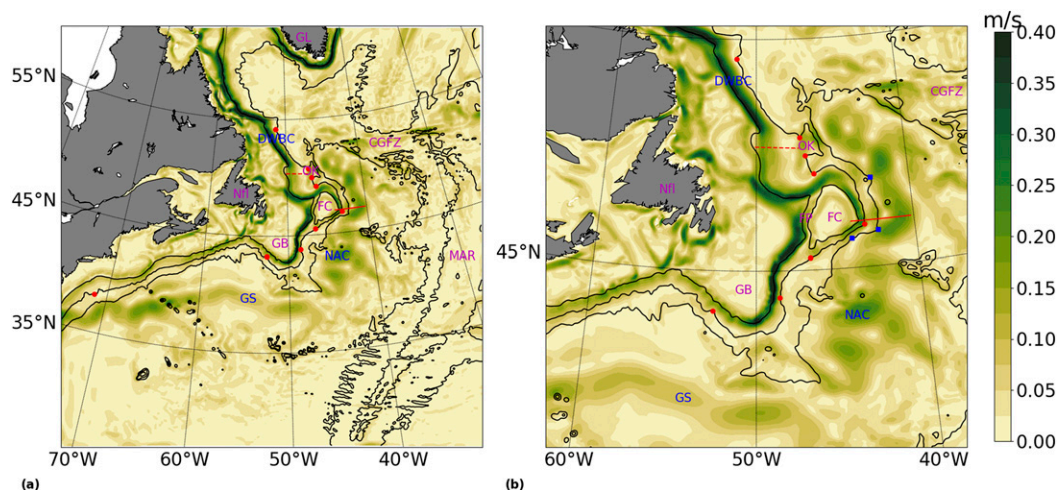 m/s
55°N
45°N
35°N
70°W
60°W
50°W
40°W
GL
DWBC
CGFZ
OK
Nfl
FC
GB
NAC
MAR
GS
(a)
45°N
60°W
50°W
40°W
DWBC
CGFZ
OK
Nfl
FP
FC
GB
NAC
GS
(b)
0.40
0.35
0.30
0.25
0.20
0.15
0.10
0.05
0.00